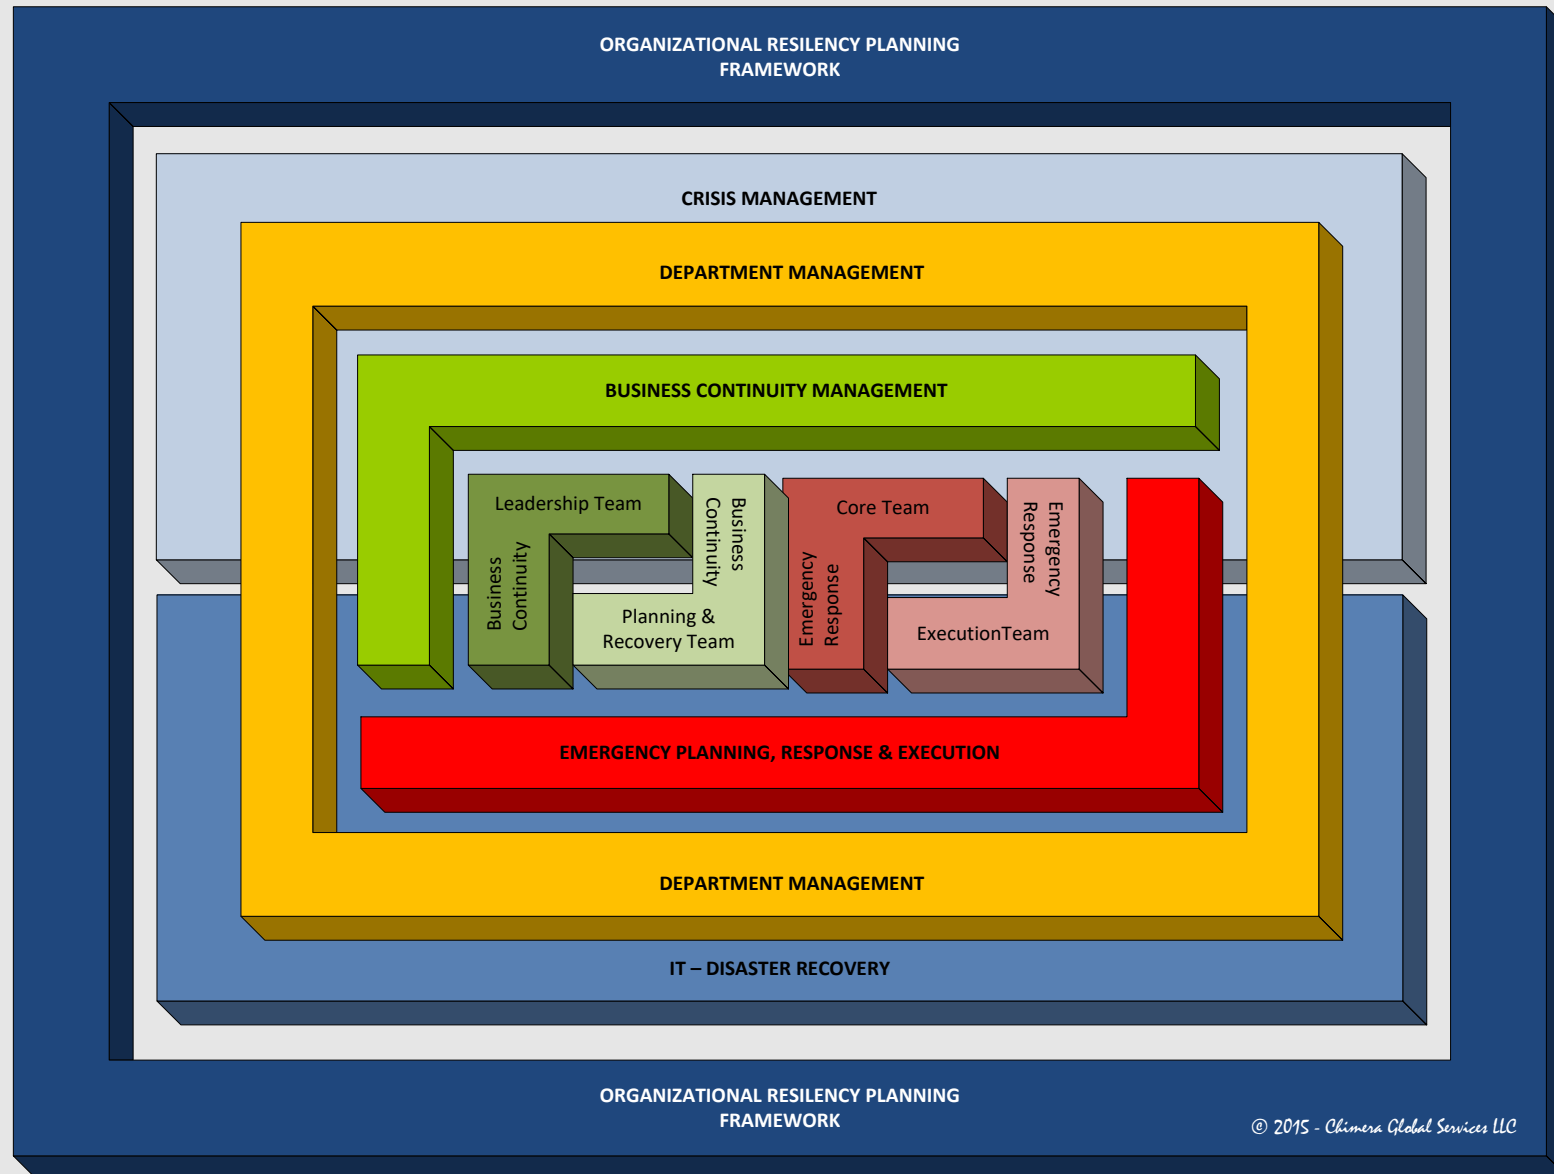 ORGANIZATIONAL RESILENCY PLANNING
FRAMEWORK
CRISIS MANAGEMENT
DEPARTMENT MANAGEMENT
BUSINESS CONTINUITY MANAGEMENT
Leadership Team
Business
Continuity
Business
Continuity
Planning &
Recovery Team
Core Team
Emergency
Response
Emergency
Response
ExecutionTeam
EMERGENCY PLANNING, RESPONSE & EXECUTION
DEPARTMENT MANAGEMENT
IT – DISASTER RECOVERY
ORGANIZATIONAL RESILENCY PLANNING
FRAMEWORK
© 2015 - Chimera Global Services LLC